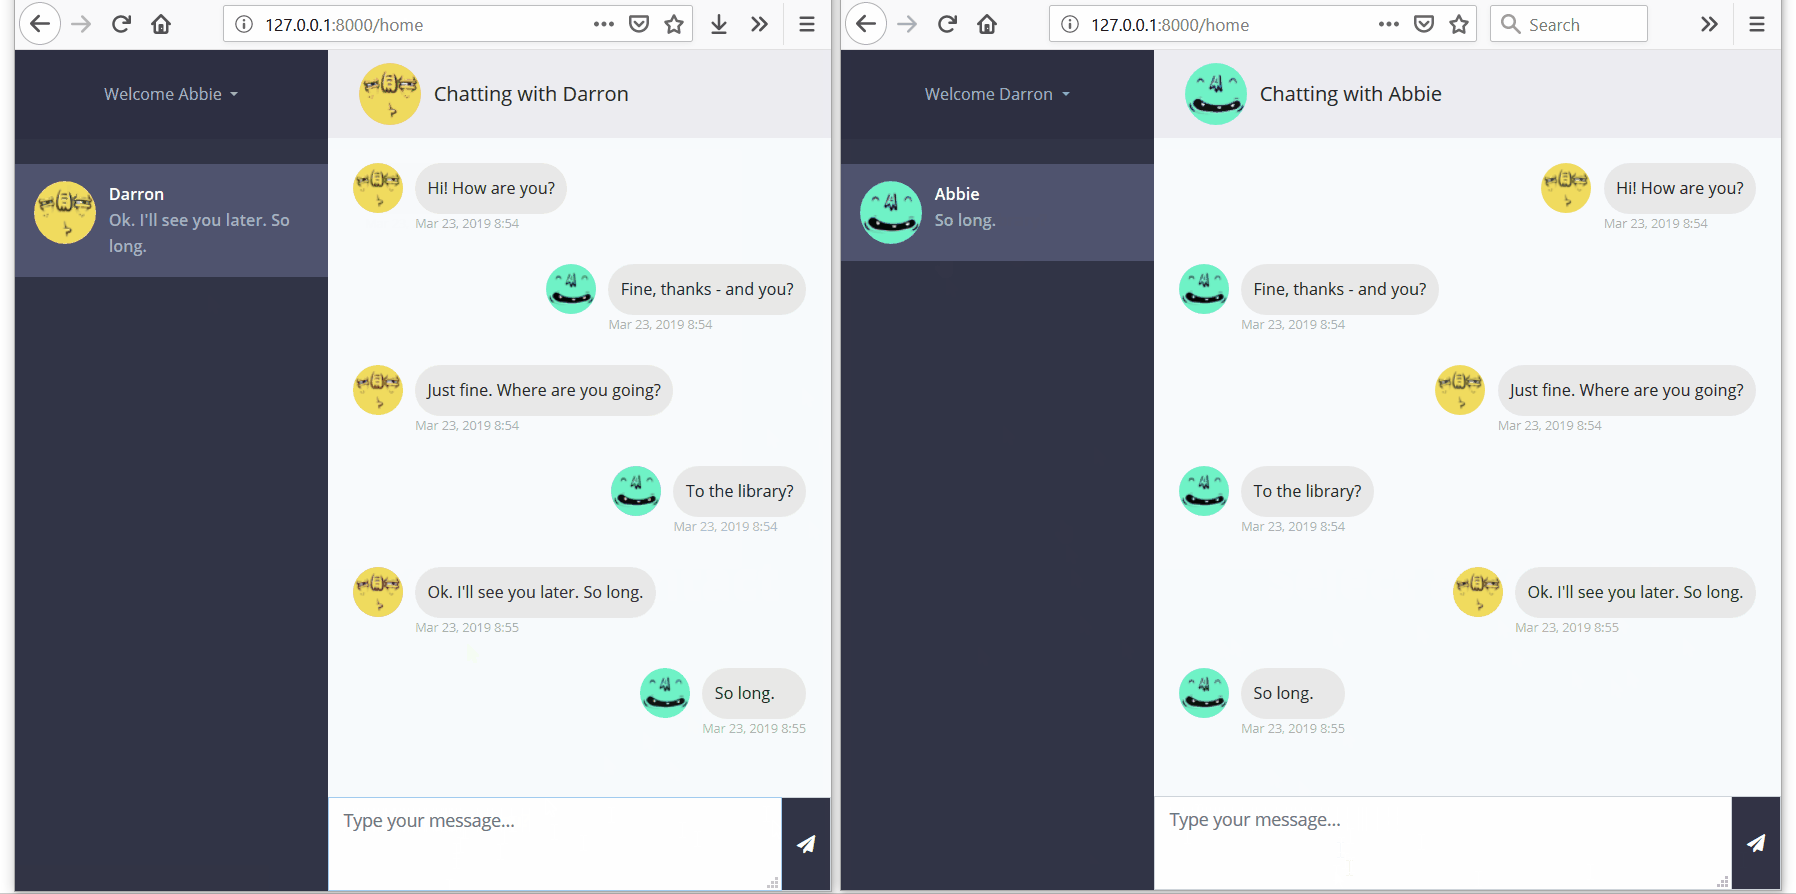 127.0.0.1:8000/home
Welcome Abbie
Chatting with Darron
Darron
Ok. I'll see you later. So
long.
Hi! How are you?
Mar 23, 2019 8:54
Fine, thanks - and you?
Mar 23, 2019 8:54
Just fine. Where are you going?
Mar 23, 2019 8:54
To the library?
Mar 23, 2019 8:54
Ok. I'll see you later. So long.
Mar 23, 2019 8:55
So long.
Mar 23, 2019 8:55
Type your message...
127.0.0.1:8000/home
Search
Welcome Darron
Chatting with Abbie
Abbie
So long.
Hi! How are you?
Mar 23, 2019 8:54
Fine, thanks - and you?
Mar 23, 2019 8:54
Just fine. Where are you going?
Mar 23, 2019 8:54
To the library?
Mar 23, 2019 8:54
Ok. I'll see you later. So long.
Mar 23, 2019 8:55
So long.
Mar 23, 2019 8:55
Type your message...